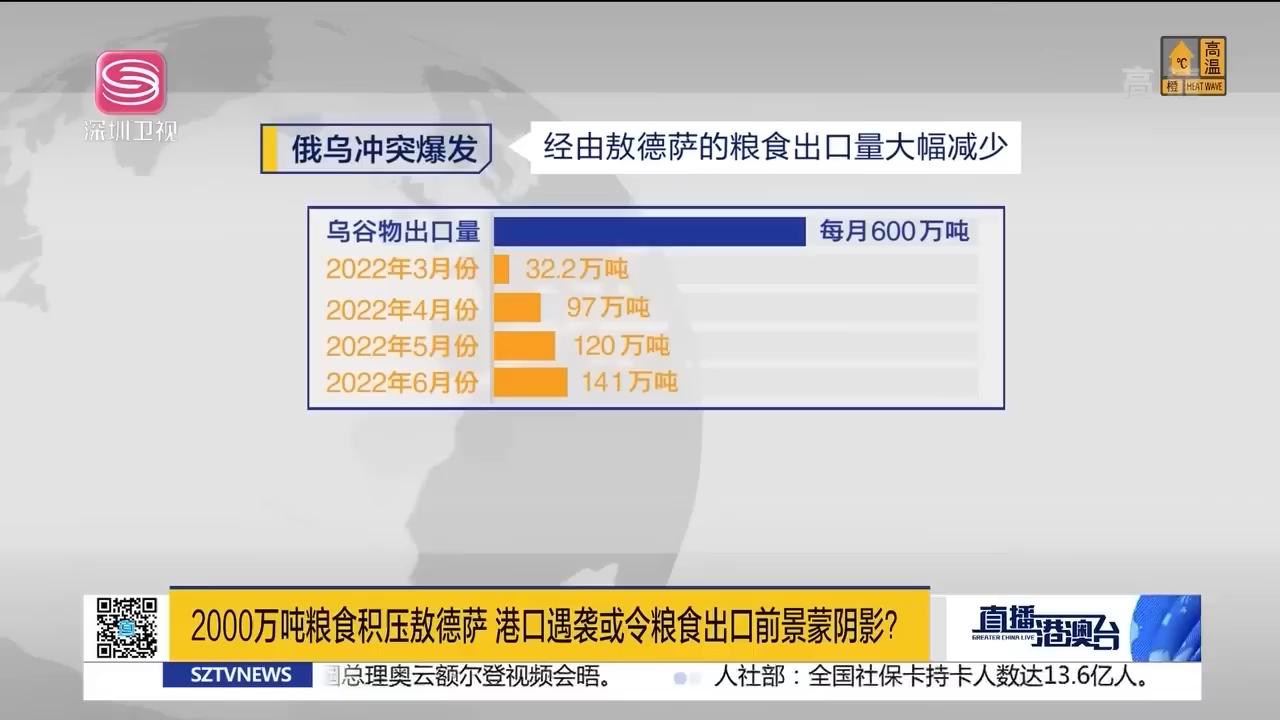 深圳卫视
高温
℃
橙 HEAT WAVE
俄乌冲突爆发
经由敖德萨的粮食出口量大幅减少
乌谷物出口量 每月600万吨
2022年3月份 32.2万吨
2022年4月份 97万吨
2022年5月份 120万吨
2022年6月份 141万吨
2000万吨粮食积压敖德萨 港口遇袭或令粮食出口前景蒙阴影?
直播港澳台
GREATER CHINA LIVE
SZTVNEWS
国总理奥云额尔登视频会晤。 人社部：全国社保卡持卡人数达13.6亿人。